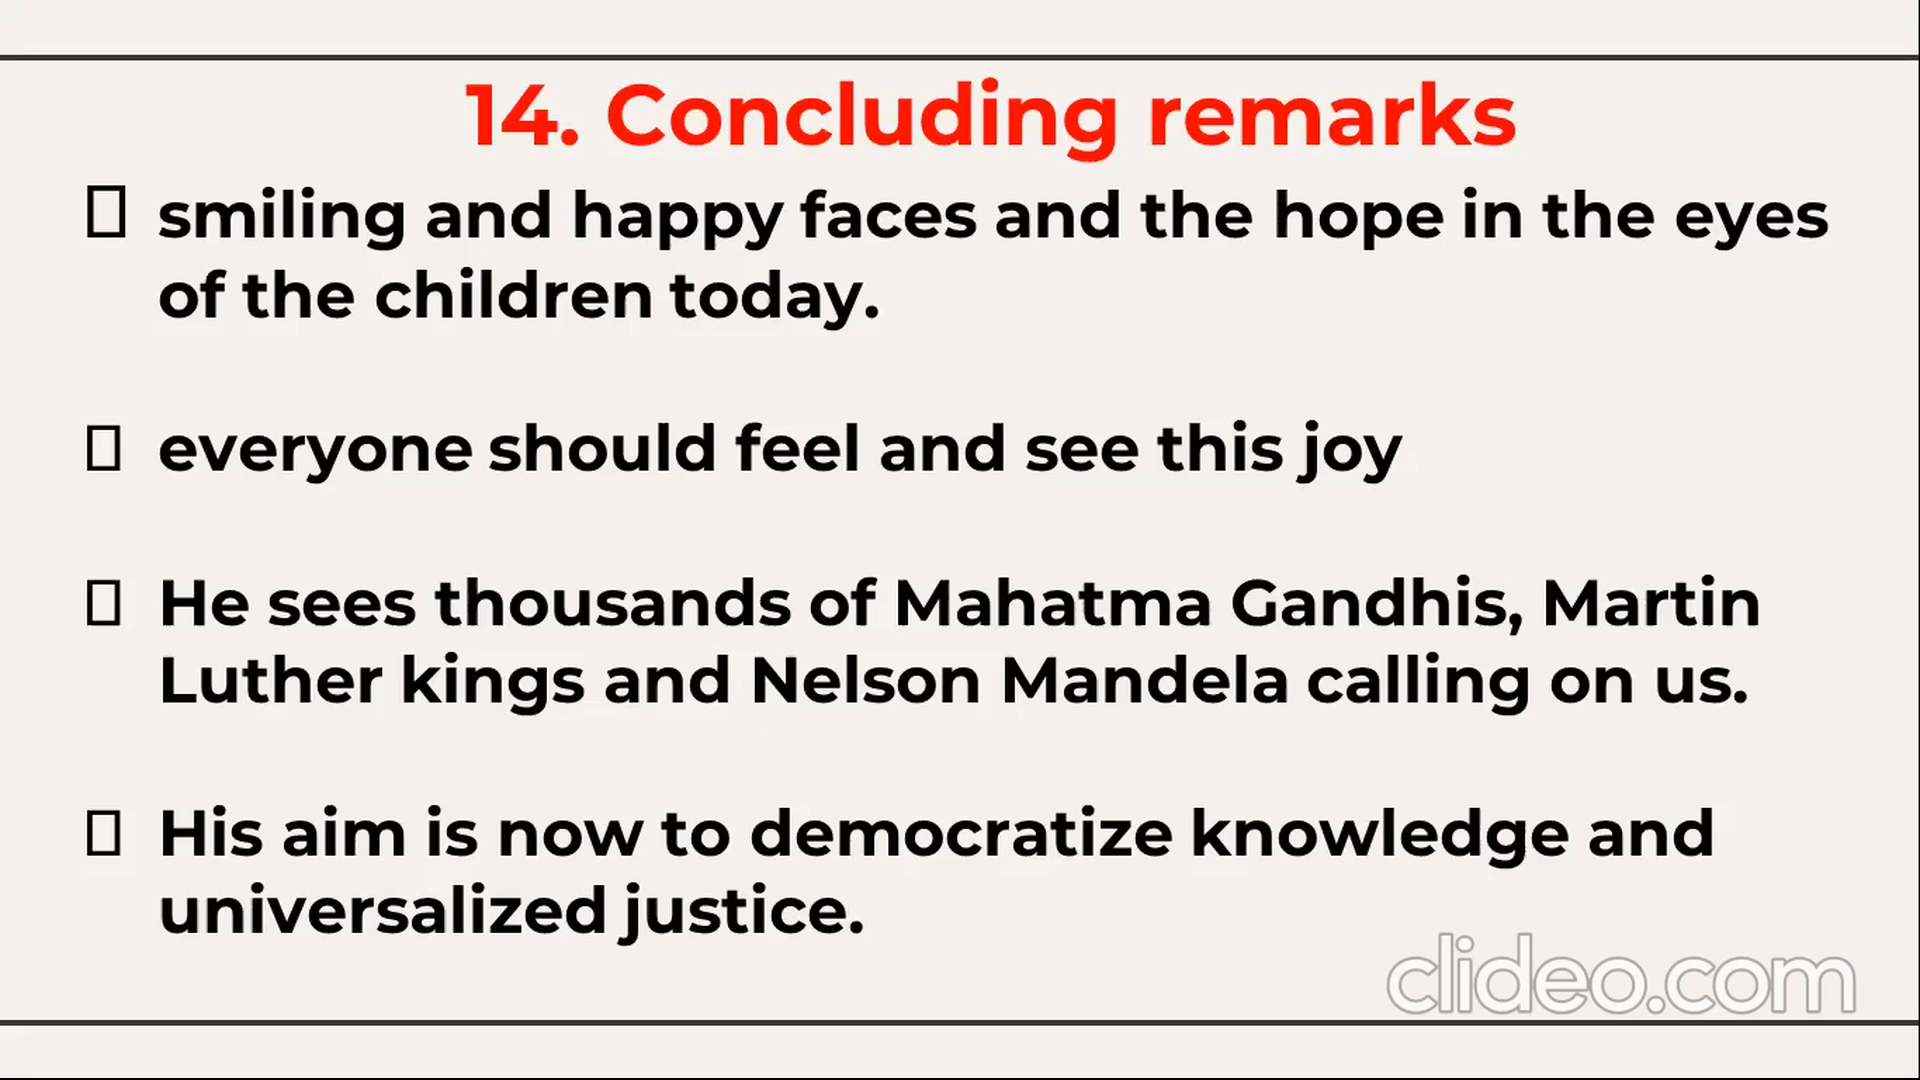 14. Concluding remarks
smiling and happy faces and the hope in the eyes
of the children today.
everyone should feel and see this joy
He sees thousands of Mahatma Gandhis, Martin
Luther kings and Nelson Mandela calling on us.
His aim is now to democratize knowledge and
universalized justice.
clideo.com